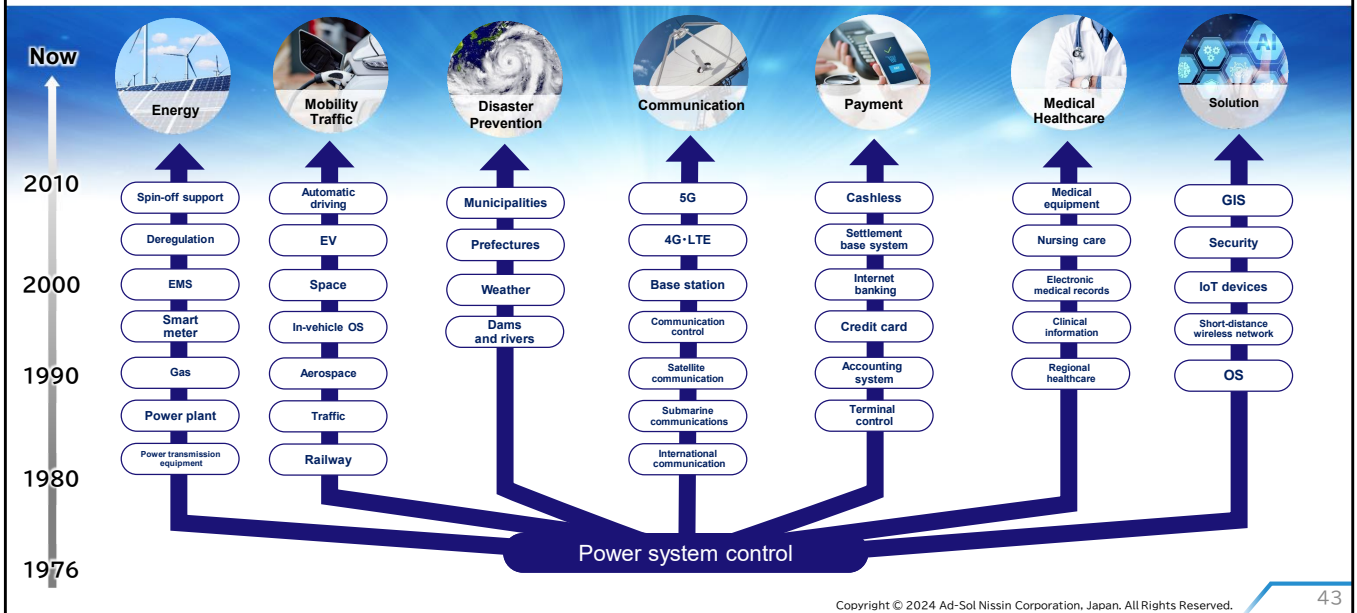 Now
2010
2000
1990
1980
1976
Energy
Spin-off support
Deregulation
EMS
Smart
meter
Gas
Power plant
Power transmission
equipment
Mobility
Traffic
Automatic
driving
EV
Space
In-vehicle OS
Aerospace
Traffic
Railway
Disaster
Prevention
Municipalities
Prefectures
Weather
Dams
and rivers
Communication
5G
4G･LTE
Base station
Communication
control
Satellite
communication
Submarine
communications
International
communication
Payment
Cashless
Settlement
base system
Internet
banking
Credit card
Accounting
system
Terminal
control
Medical
Healthcare
Medical
equipment
Nursing care
Electronic
medical records
Clinical
information
Regional
healthcare
AI
Solution
GIS
Security
IoT devices
Short-distance
wireless network
OS
Power system control
Copyright © 2024 Ad-Sol Nissin Corporation, Japan. All Rights Reserved.
43